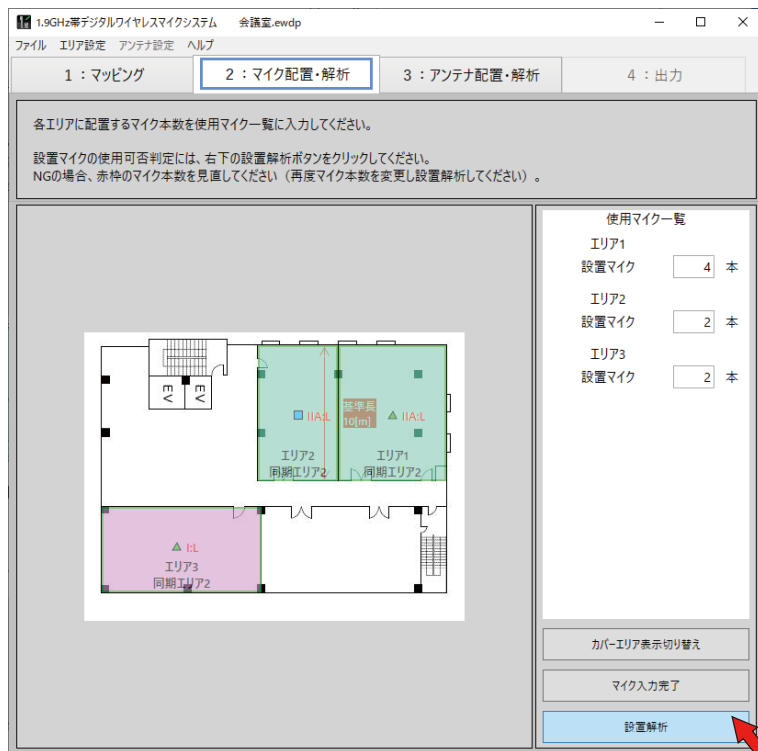 1.9GHz帯デジタルワイヤレスマイクシステム 会議室.ewdp
ファイル エリア設定 アンテナ設定 ヘルプ
1：マッピング 2：マイク配置・解析 3：アンテナ配置・解析 4：出力
各エリアに配置するマイク本数を使用マイク一覧に入力してください。
設置マイクの使用可否判定には、右下の設置解析ボタンをクリックしてください。
NGの場合、赤枠のマイク本数を見直してください（再度マイク本数を変更し設置解析してください）。
EV
EV
基準長
10[m]
IIA:L
IIA:L
エリア2
同期エリア2
エリア1
同期エリア2
I:L
エリア3
同期エリア2
使用マイク一覧
エリア1
設置マイク 4 本
エリア2
設置マイク 2 本
エリア3
設置マイク 2 本
カバーエリア表示切り替え
マイク入力完了
設置解析